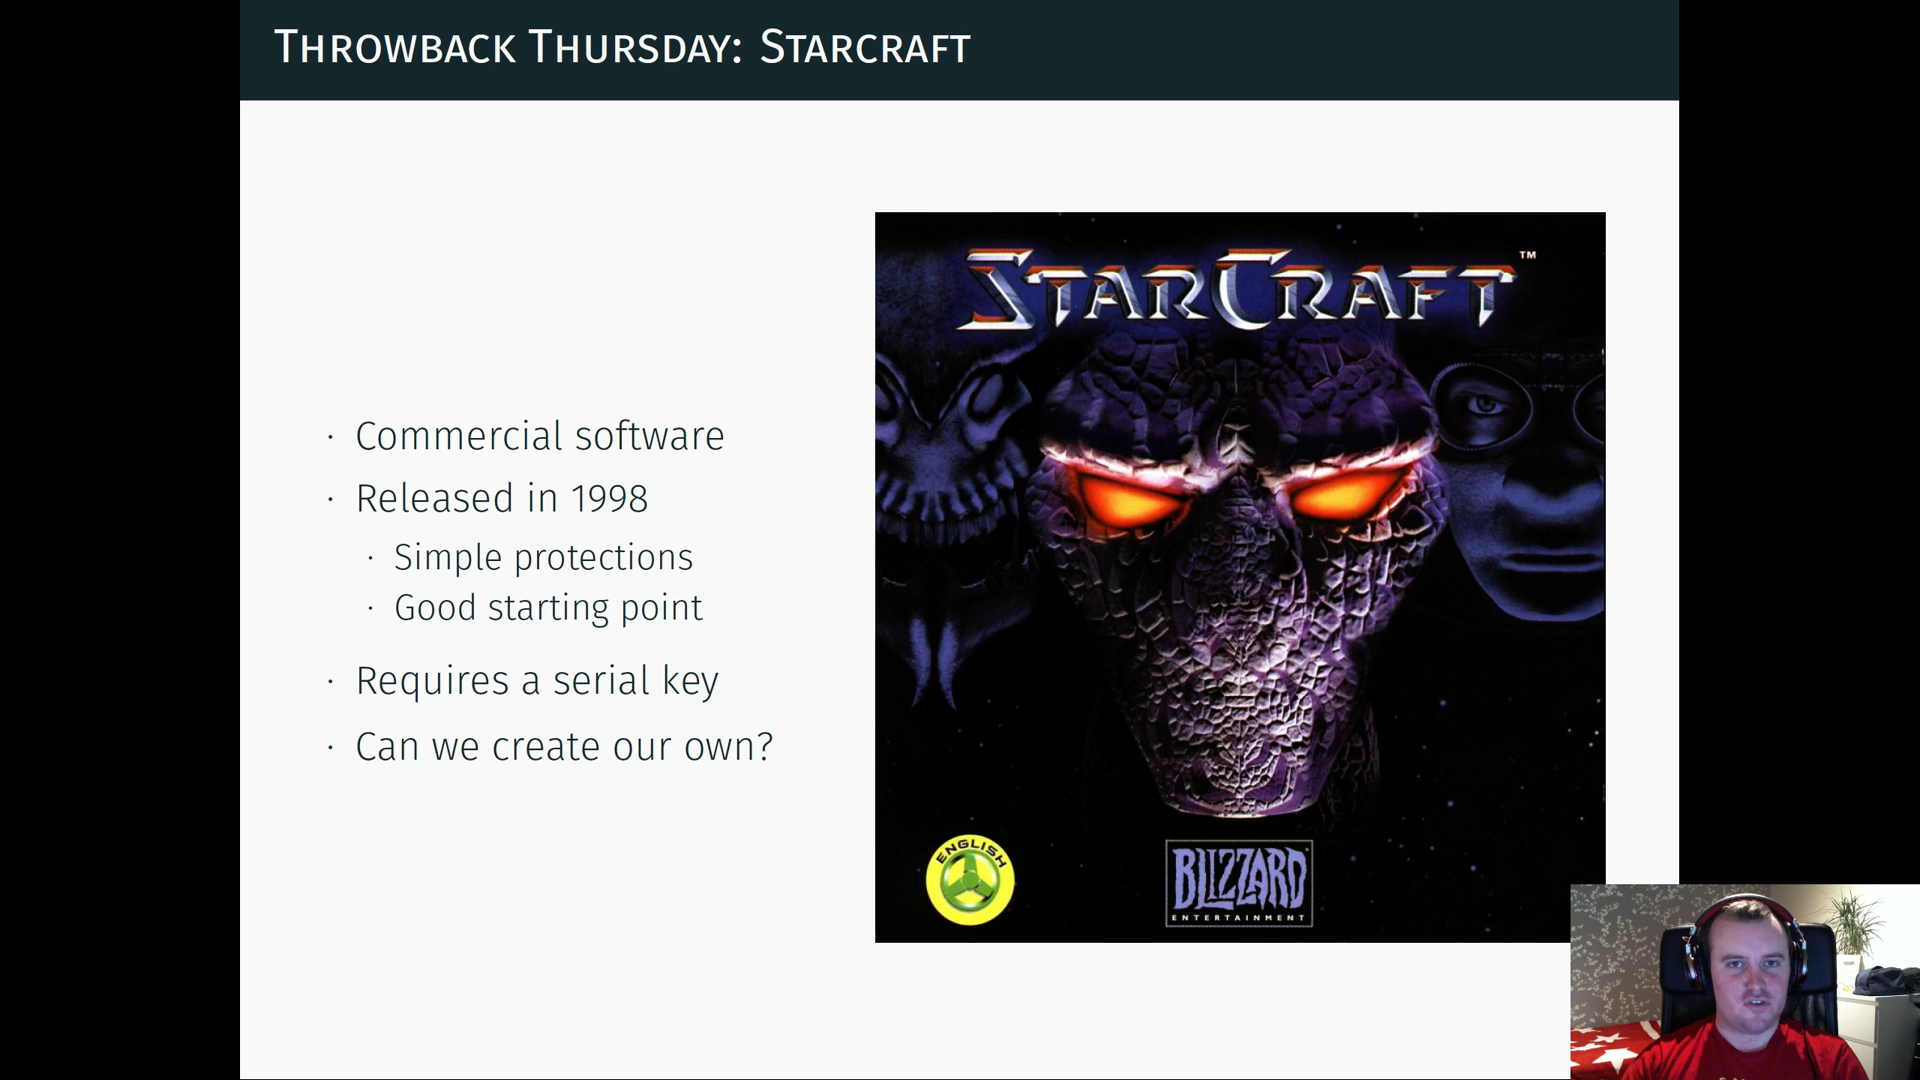 THROWBACK THURSDAY: STARCRAFT
· Commercial software
· Released in 1998
· Simple protections
· Good starting point
· Requires a serial key
· Can we create our own?
STARCRAFT™
ENGLISH
BLIZZARD
ENTERTAINMENT